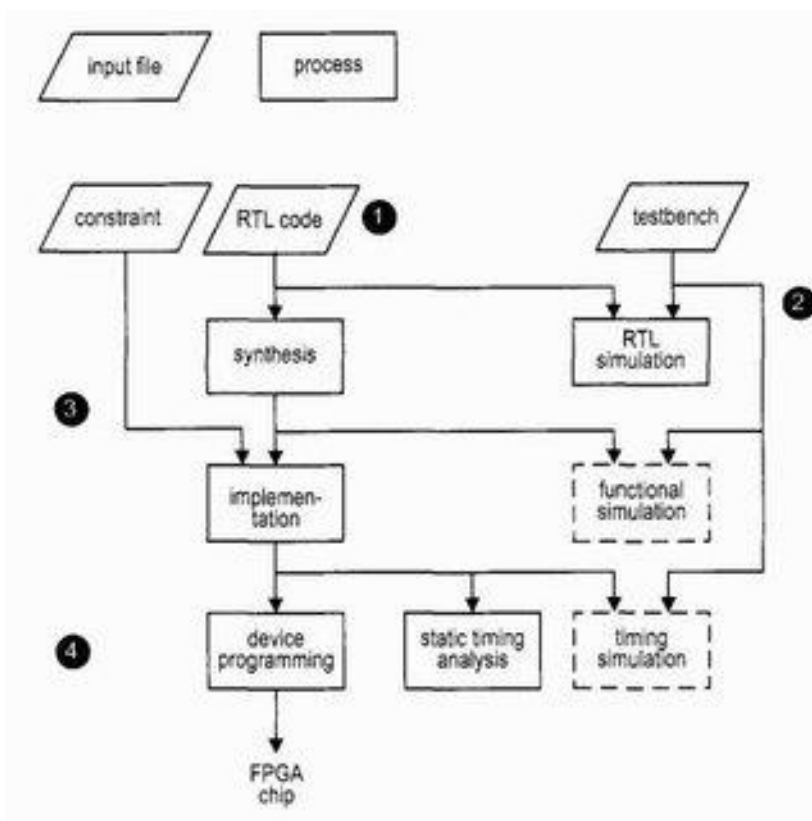 input file
process
constraint
RTL code
1
testbench
2
synthesis
RTL
simulation
3
implemen-
tation
functional
simulation
4
device
programming
static timing
analysis
timing
simulation
FPGA
chip